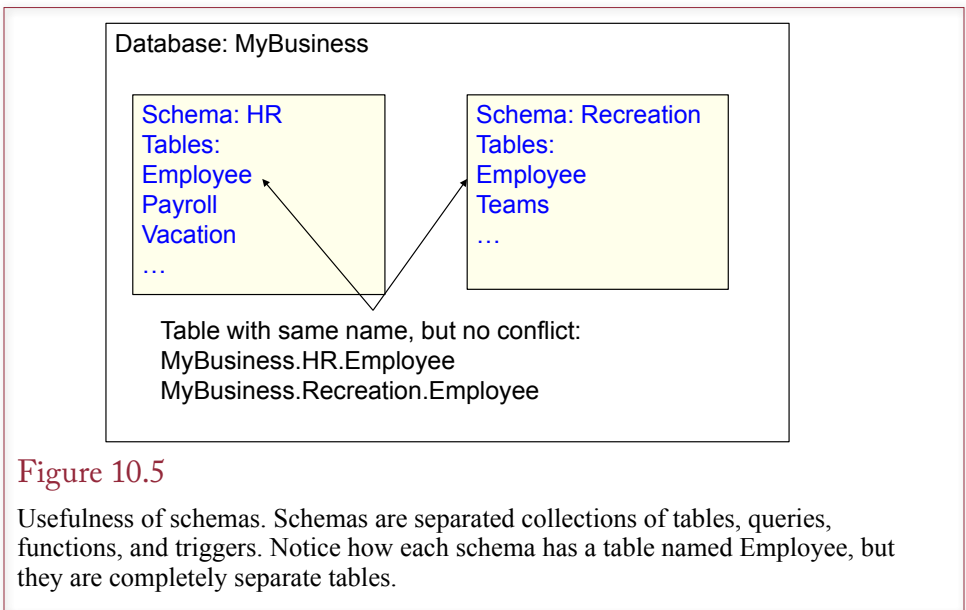 Database: MyBusiness
Schema: HR
Tables:
Employee
Payroll
Vacation
…
Schema: Recreation
Tables:
Employee
Teams
…
Table with same name, but no conflict:
MyBusiness.HR.Employee
MyBusiness.Recreation.Employee
Figure 10.5
Usefulness of schemas. Schemas are separated collections of tables, queries,
functions, and triggers. Notice how each schema has a table named Employee, but
they are completely separate tables.